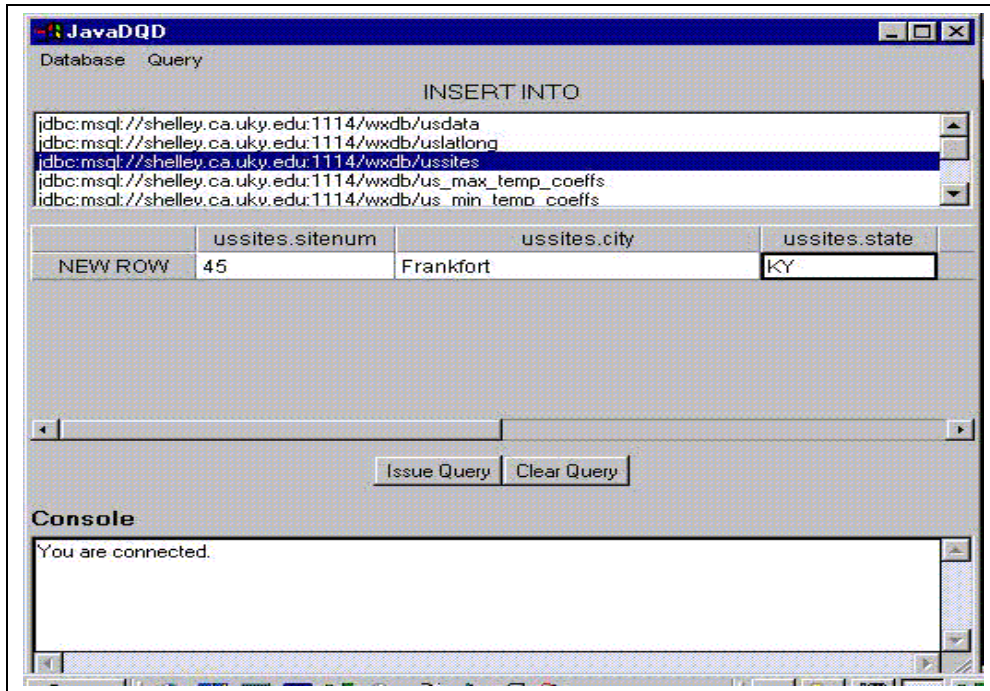 JavaDQD
Database Query
INSERT INTO
jdbc:msql://shelley.ca.uky.edu:1114/wxdb/usdata
jdbc:msql://shelley.ca.uky.edu:1114/wxdb/uslatlong
jdbc:msql://shelley.ca.uky.edu:1114/wxdb/ussites
jdbc:msql://shelley.ca.uky.edu:1114/wxdb/us_max_temp_coeffs
jdbc:msql://shelley.ca.uky.edu:1114/wxdb/us_min_temp_coeffs
ussites.sitenum ussites.city ussites.state
NEW ROW 45 Frankfort KY
Issue Query Clear Query
Console
You are connected.